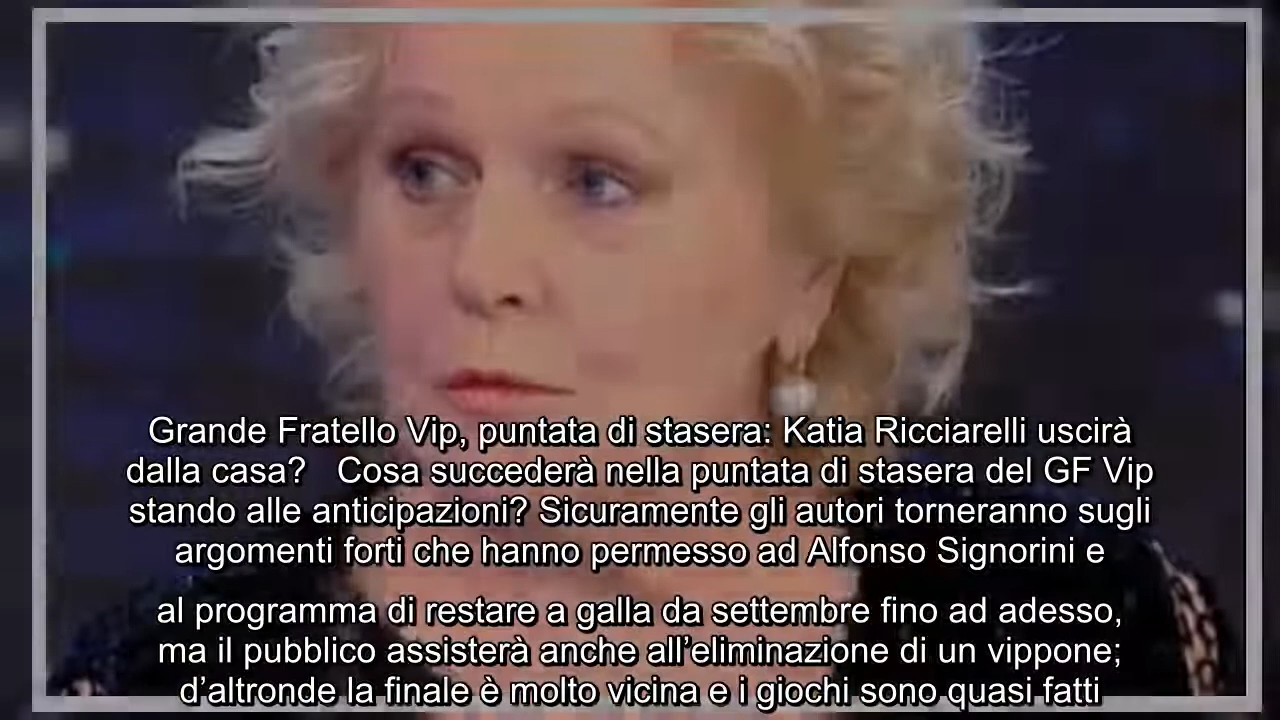 Grande Fratello Vip, puntata di stasera: Katia Ricciarelli uscirà
dalla casa?   Cosa succederà nella puntata di stasera del GF Vip
stando alle anticipazioni? Sicuramente gli autori torneranno sugli
argomenti forti che hanno permesso ad Alfonso Signorini e
al programma di restare a galla da settembre fino ad adesso,
ma il pubblico assisterà anche all’eliminazione di un vippone;
d’altronde la finale è molto vicina e i giochi sono quasi fatti